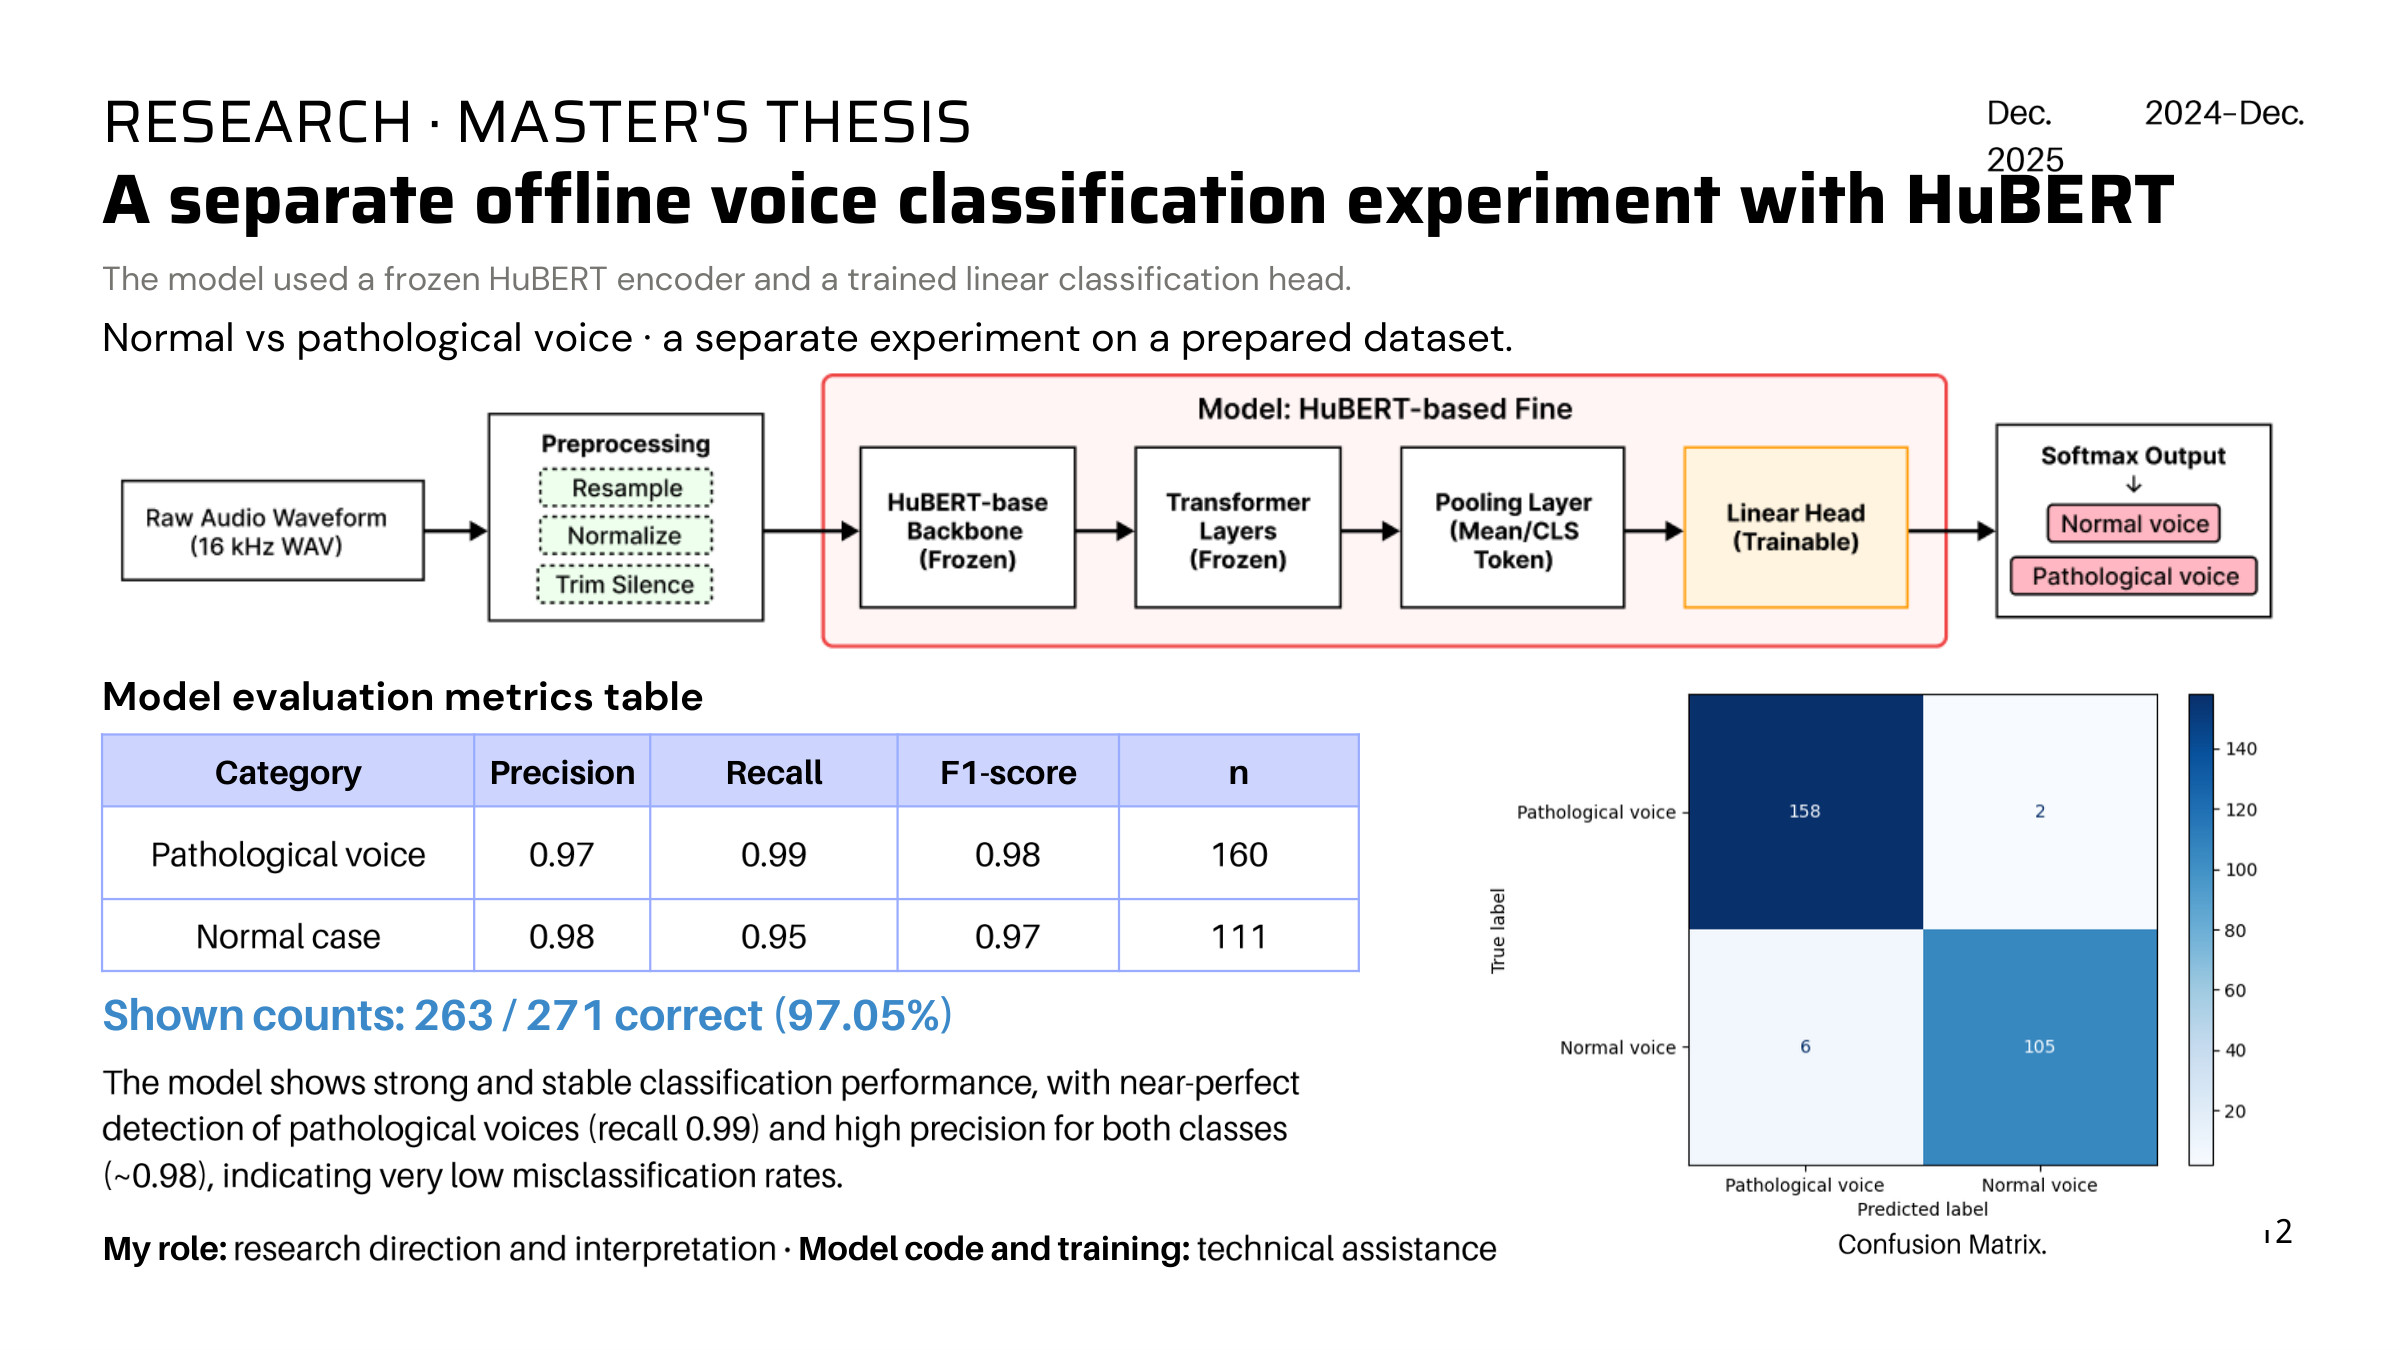 RESEARCH · MASTER'S THESIS
Dec. 2024–Dec.
2025
A separate offline voice classification experiment with HuBERT
The model used a frozen HuBERT encoder and a trained linear classification head.
Normal vs pathological voice · a separate experiment on a prepared dataset.
Model: HuBERT-based Fine
Raw Audio Waveform
(16 kHz WAV)
Preprocessing
Resample
Normalize
Trim Silence
HuBERT-base
Backbone
(Frozen)
Transformer
Layers
(Frozen)
Pooling Layer
(Mean/CLS
Token)
Linear Head
(Trainable)
Softmax Output
↓
Normal voice
Pathological voice
Model evaluation metrics table
Category Precision Recall F1-score n
Pathological voice 0.97 0.99 0.98 160
Normal case 0.98 0.95 0.97 111
Shown counts: 263 / 271 correct (97.05%)
The model shows strong and stable classification performance, with near-perfect
detection of pathological voices (recall 0.99) and high precision for both classes
(~0.98), indicating very low misclassification rates.
My role: research direction and interpretation · Model code and training: technical assistance
True label
Pathological voice 158 2
Normal voice 6 105
Pathological voice Normal voice
Predicted label
140
120
100
80
60
40
20
Confusion Matrix.
12